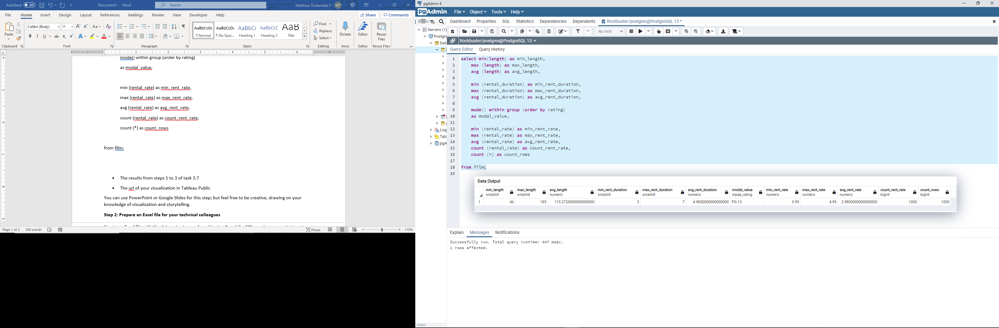 AutoSave Off
Document1 - Word
Search
Matthew Timberlake II MT
File Home Insert Design Layout References Mailings Review View Developer Help
Share Comments
Paste
Calibri (Body) 11 A A Aa A
B I U ab x₂ x² A A
AaBbCcDc AaBbCcDc AaBbCc AaBbCcE AaB
¶ Normal ¶ No Spac... Heading 1 Heading 2 Title
Find
Replace
Select
Dictate
Editor
Reuse
Files
Clipboard Font Paragraph Styles Editing Voice Editor Reuse Files
1 1 2 3 4 5 6 7
mode() within group (order by rating)
as modal_value,
min (rental_rate) as min_rent_rate,
max (rental_rate) as max_rent_rate,
avg (rental_rate) as avg_rent_rate,
count (rental_rate) as count_rent_rate,
count (*) as count_rows
from film;
• The results from steps 1 to 3 of task 3.7
• The url of your visualization in Tableau Public
You can use PowerPoint or Google Slides for this step; but feel free to be creative, drawing on your
knowledge of visualization and storytelling.
Step 2: Prepare an Excel file for your technical colleagues
Page 1 of 2 306 words
Focus
110%
pgAdmin 4
pgAdmin File Object Tools Help
Dashboard Properties SQL Statistics Dependencies Dependents Rockbuster/postgres@PostgreSQL 13 *
Servers (1)
Postgre
Data
Log
Tab
pgA
No limit
Rockbuster/postgres@PostgreSQL 13
Query Editor Query History
1 select min(length) as min_length,
2 max (length) as max_length,
3 avg (length) as avg_length,
4
5 min (rental_duration) as min_rent_duration,
6 max (rental_duration) as max_rent_duration,
7 avg (rental_duration) as avg_rent_duration,
8
9 mode() within group (order by rating)
10 as modal_value,
11
12 min (rental_rate) as min_rent_rate,
13 max (rental_rate) as max_rent_rate,
14 avg (rental_rate) as avg_rent_rate,
15 count (rental_rate) as count_rent_rate,
16 count (*) as count_rows
17
18 from film;
19
Data Output
min_length max_length avg_length min_rent_duration max_rent_duration avg_rent_duration modal_value min_rent_rate max_rent_rate avg_rent_rate count_rent_rate count_rows
smallint smallint numeric smallint smallint numeric mpaa_rating numeric numeric numeric bigint bigint
1 46 185 115.2720000000000000 3 7 4.9850000000000000 PG-13 0.99 4.99 2.9800000000000000 1000 1000
Explain Messages Notifications
Successfully run. Total query runtime: 447 msec.
1 rows affected.